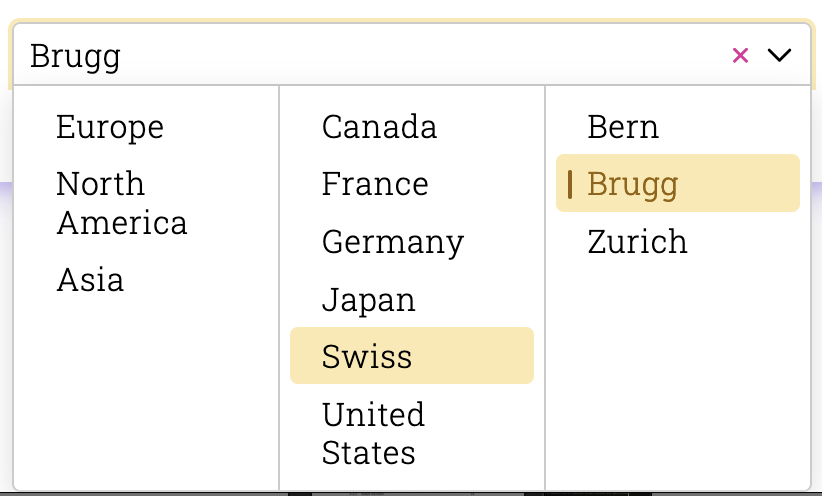 Brugg
Europe
North
America
Asia
Canada
France
Germany
Japan
Swiss
United
States
Bern
Brugg
Zurich